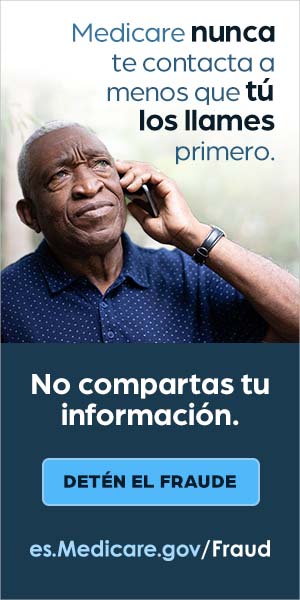 Medicare nunca
te contacta a
menos que tú
los llames
primero.
No compartas tu
información.
DETÉN EL FRAUDE
es.Medicare.gov/Fraud